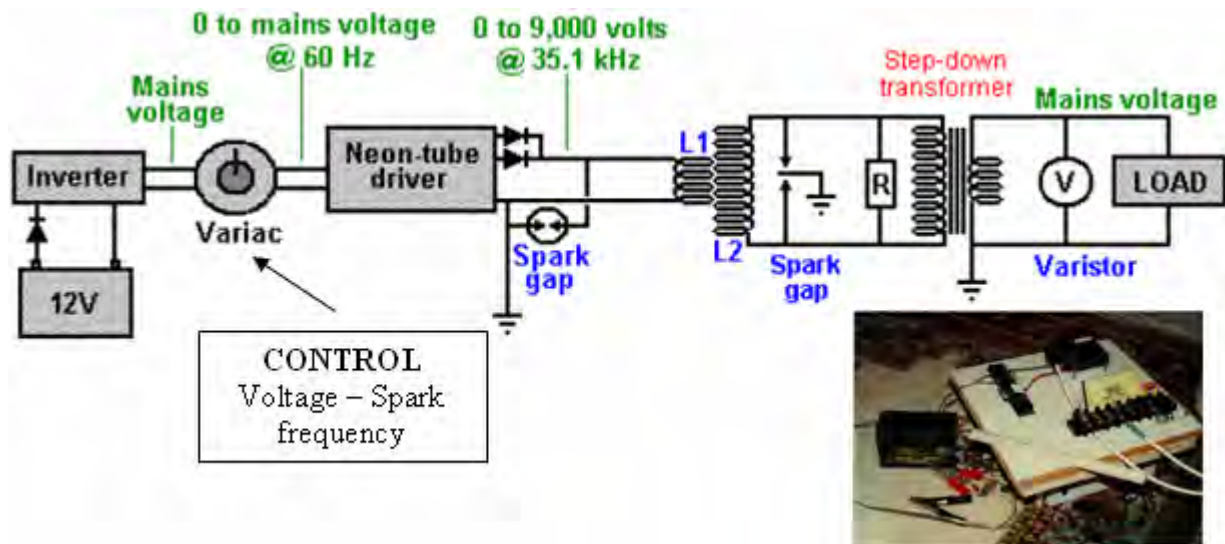 0 to mains voltage
@ 60 Hz
0 to 9,000 volts
@ 35.1 kHz
Mains
voltage
Step-down
transformer
Mains voltage
Inverter
Variac
Neon-tube
driver
L1
L2
R
V
LOAD
12V
Spark
gap
Spark
gap
Varistor
CONTROL
Voltage – Spark
frequency